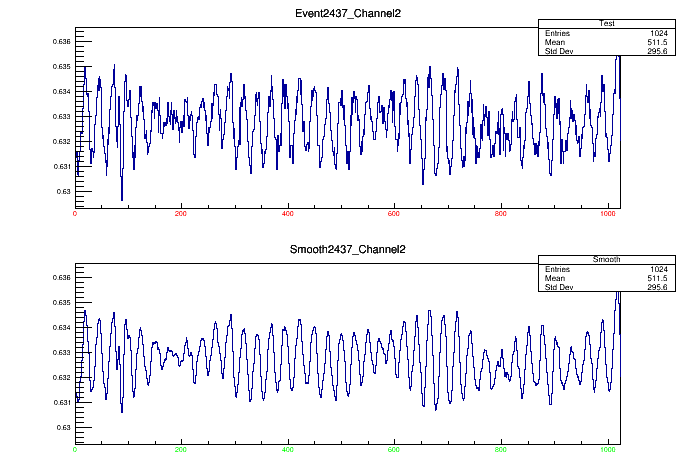 Event2437_Channel2
Test
Entries 1024
Mean 511.5
Std Dev 295.6
0.636
0.635
0.634
0.633
0.632
0.631
0.63
0 200 400 600 800 1000
Smooth2437_Channel2
Smooth
Entries 1024
Mean 511.5
Std Dev 295.6
0.636
0.635
0.634
0.633
0.632
0.631
0.63
0 200 400 600 800 1000